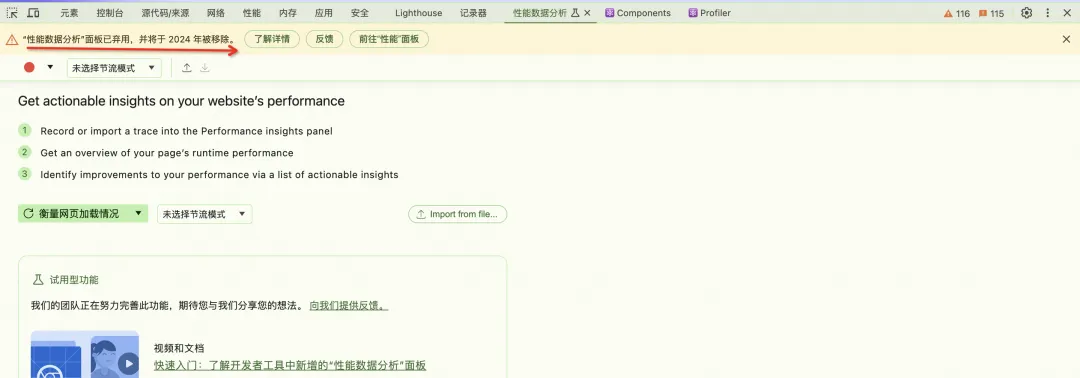 元素 控制台 源代码/来源 网络 性能 内存 应用 安全 Lighthouse 记录器 性能数据分析 Components Profiler 116 115
“性能数据分析”面板已弃用，并将于 2024 年被移除。 了解详情 反馈 前往“性能”面板
未选择节流模式
Get actionable insights on your website's performance
1 Record or import a trace into the Performance insights panel
2 Get an overview of your page's runtime performance
3 Identify improvements to your performance via a list of actionable insights
衡量网页加载情况 未选择节流模式 Import from file...
试用型功能
我们的团队正在努力完善此功能，期待您与我们分享您的想法。 向我们提供反馈。
视频和文档
快速入门：了解开发者工具中新增的“性能数据分析”面板